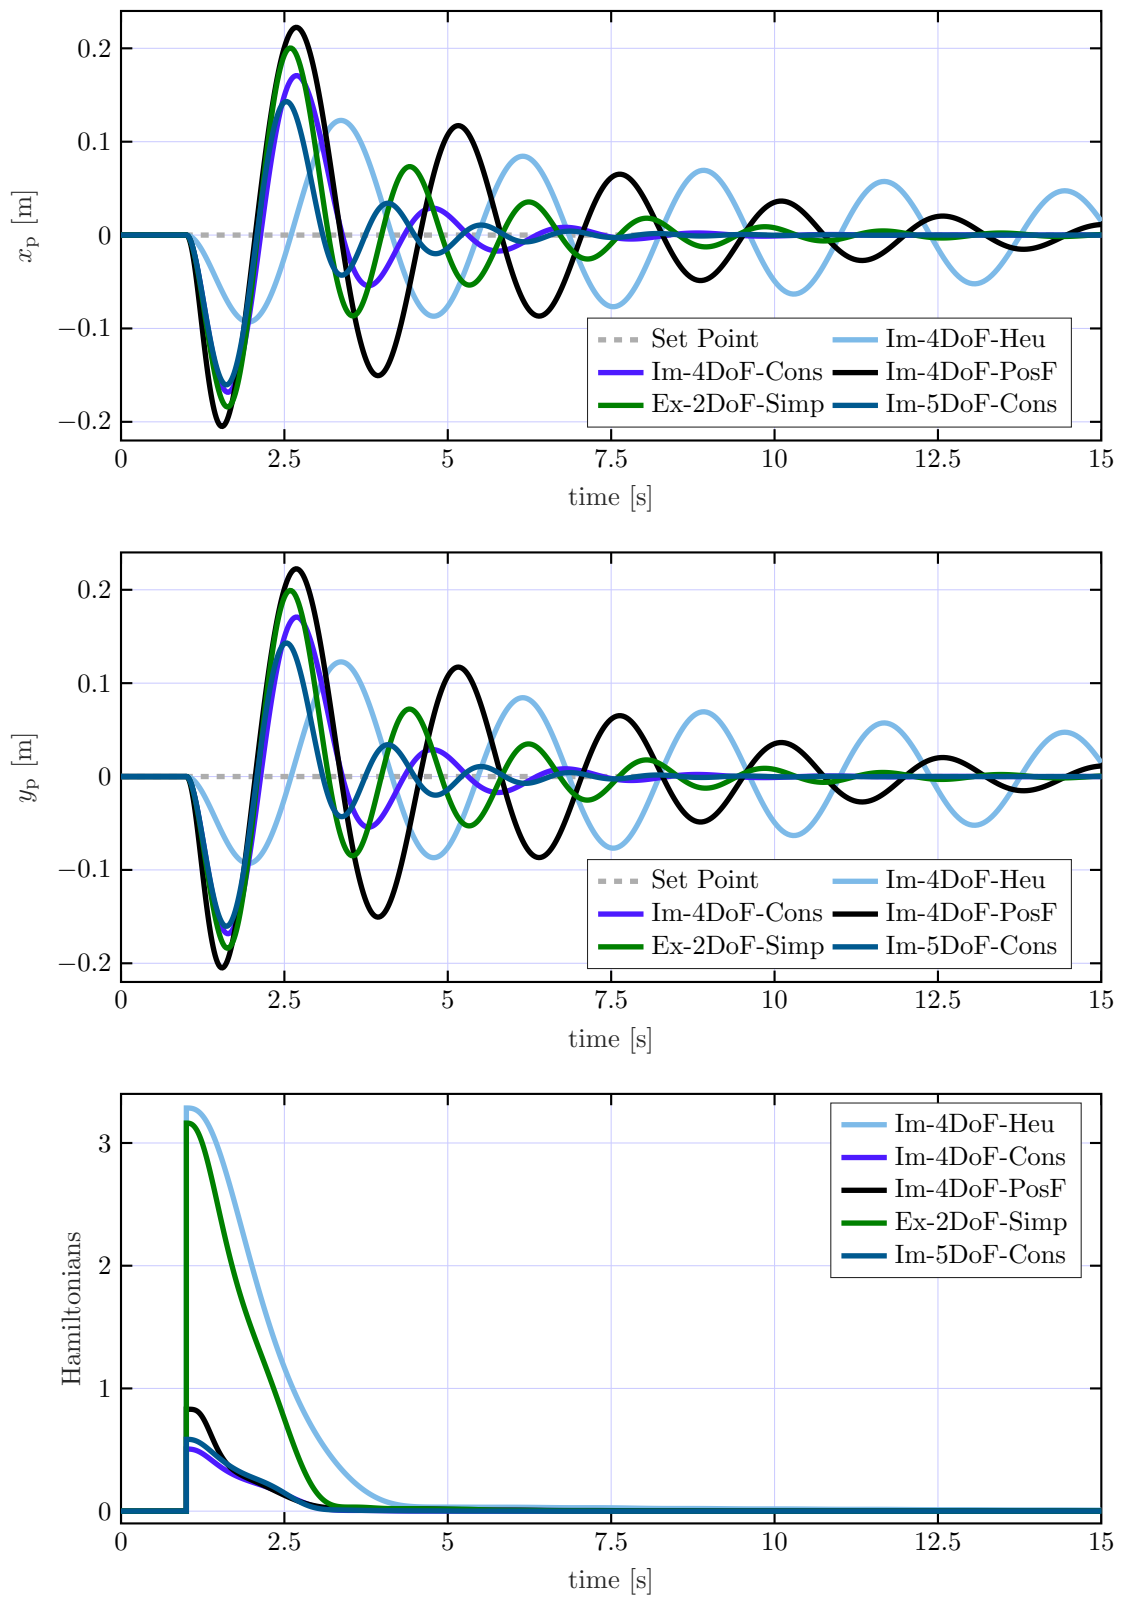 0.2
0.1
0
−0.1
−0.2
x_p [m]
Set Point
Im-4DoF-Heu
Im-4DoF-Cons
Im-4DoF-PosF
Ex-2DoF-Simp
Im-5DoF-Cons
0 2.5 5 7.5 10 12.5 15
time [s]
0.2
0.1
0
−0.1
−0.2
y_p [m]
Set Point
Im-4DoF-Heu
Im-4DoF-Cons
Im-4DoF-PosF
Ex-2DoF-Simp
Im-5DoF-Cons
0 2.5 5 7.5 10 12.5 15
time [s]
3
2
1
0
Hamiltonians
Im-4DoF-Heu
Im-4DoF-Cons
Im-4DoF-PosF
Ex-2DoF-Simp
Im-5DoF-Cons
0 2.5 5 7.5 10 12.5 15
time [s]